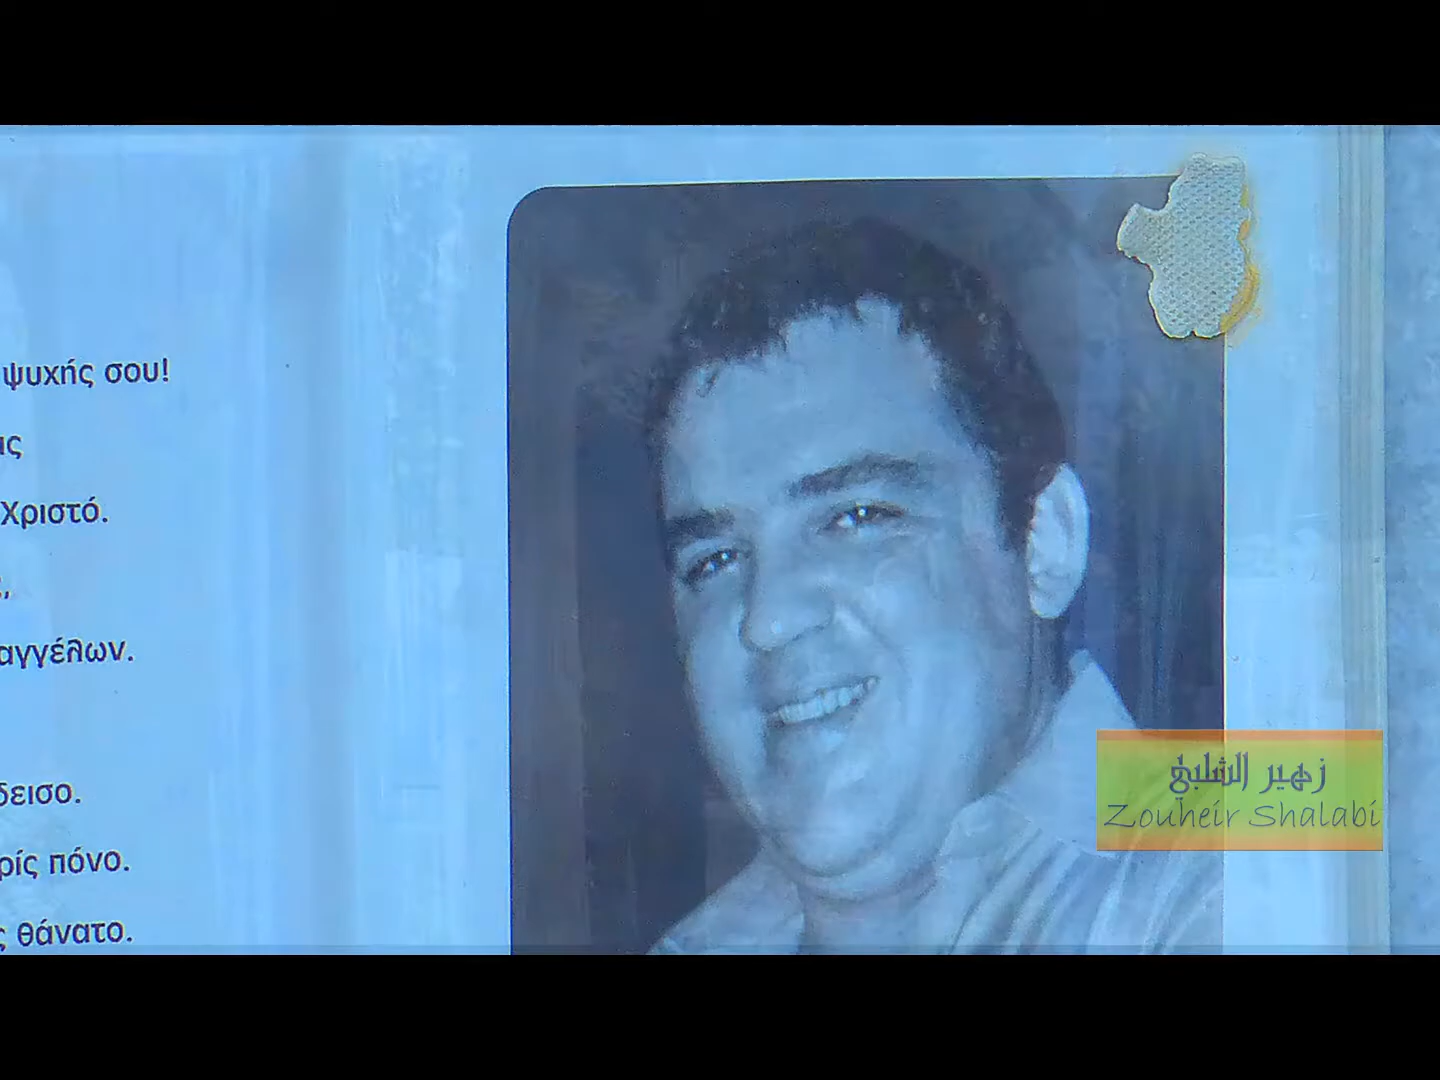 ψυχής σου!
ας
Χριστό.
ς,
αγγέλων.
δεισο.
ρίς πόνο.
ς θάνατο.
زهير الشلبي
Zouheir Shalabi